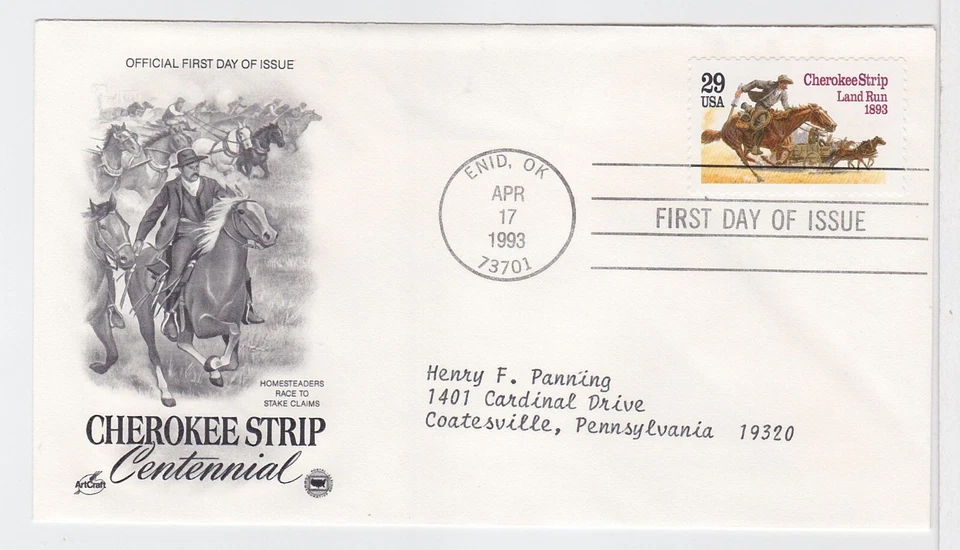 OFFICIAL FIRST DAY OF ISSUE
29
USA
Cherokee Strip
Land Run
1893
ENID, OK
APR
17
1993
73701
FIRST DAY OF ISSUE
HOMESTEADERS
RACE TO
STAKE CLAIMS
CHEROKEE STRIP
Centennial
ArtCraft
Henry F. Panning
1401 Cardinal Drive
Coatesville, Pennsylvania 19320